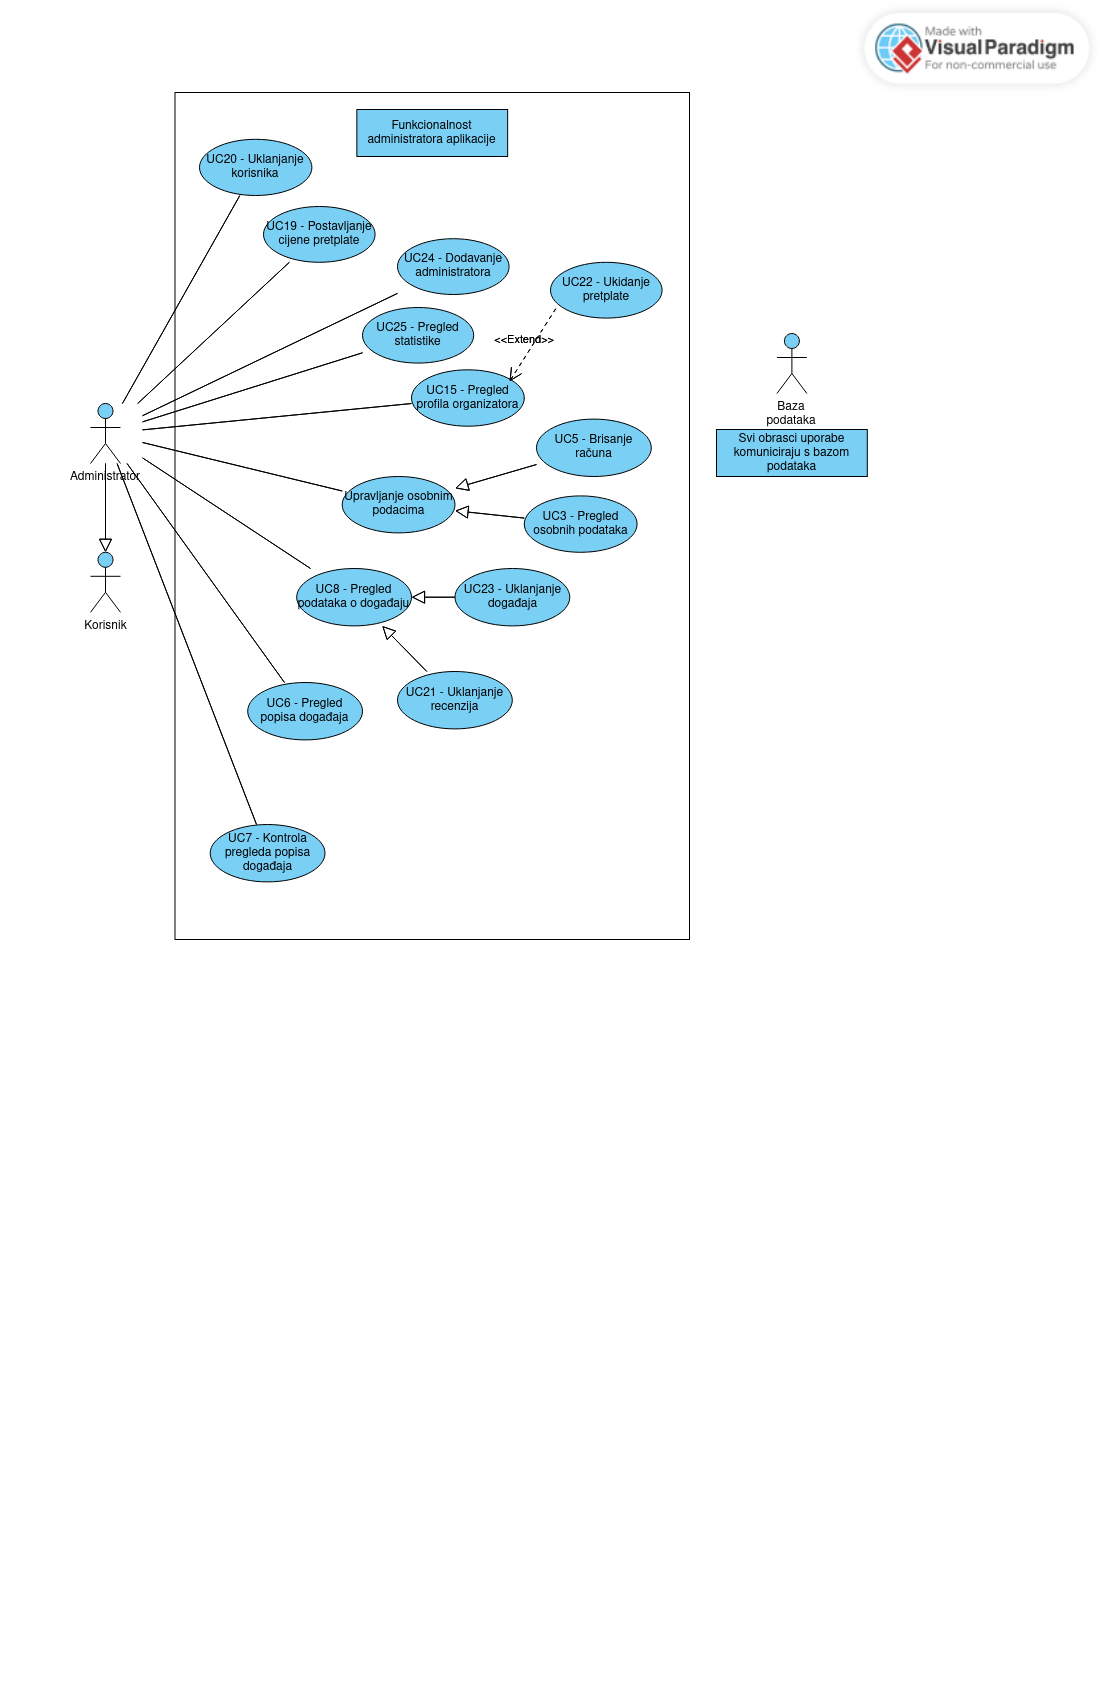 Made with
Visual Paradigm
For non-commercial use
Funkcionalnost
administratora aplikacije
UC20 - Uklanjanje
korisnika
UC19 - Postavljanje
cijene pretplate
UC24 - Dodavanje
administratora
UC22 - Ukidanje
pretplate
UC25 - Pregled
statistike
<<Extend>>
UC15 - Pregled
profila organizatora
Baza
podataka
Svi obrasci uporabe
komuniciraju s bazom
podataka
Administrator
UC5 - Brisanje
računa
Upravljanje osobnim
podacima
UC3 - Pregled
osobnih podataka
Korisnik
UC8 - Pregled
podataka o događaju
UC23 - Uklanjanje
događaja
UC21 - Uklanjanje
recenzija
UC6 - Pregled
popisa događaja
UC7 - Kontrola
pregleda popisa
događaja